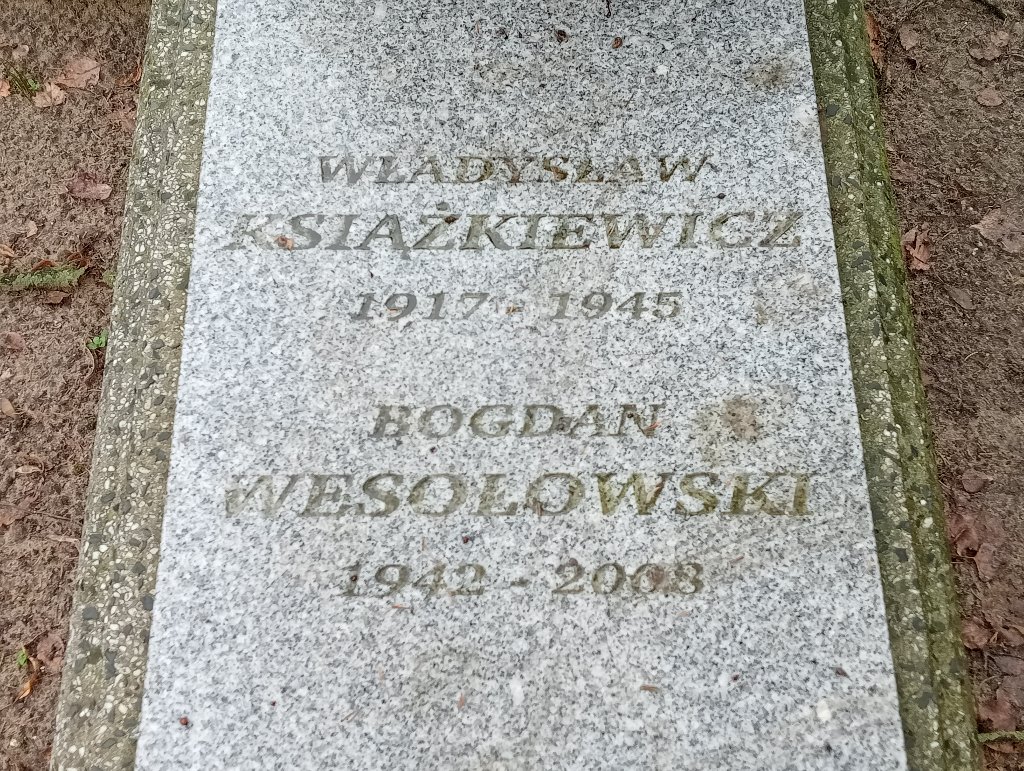 WŁADYSŁAW
KSIĄŻKIEWICZ
1917 - 1945
BOGDAN
WESOŁOWSKI
1942 - 2008